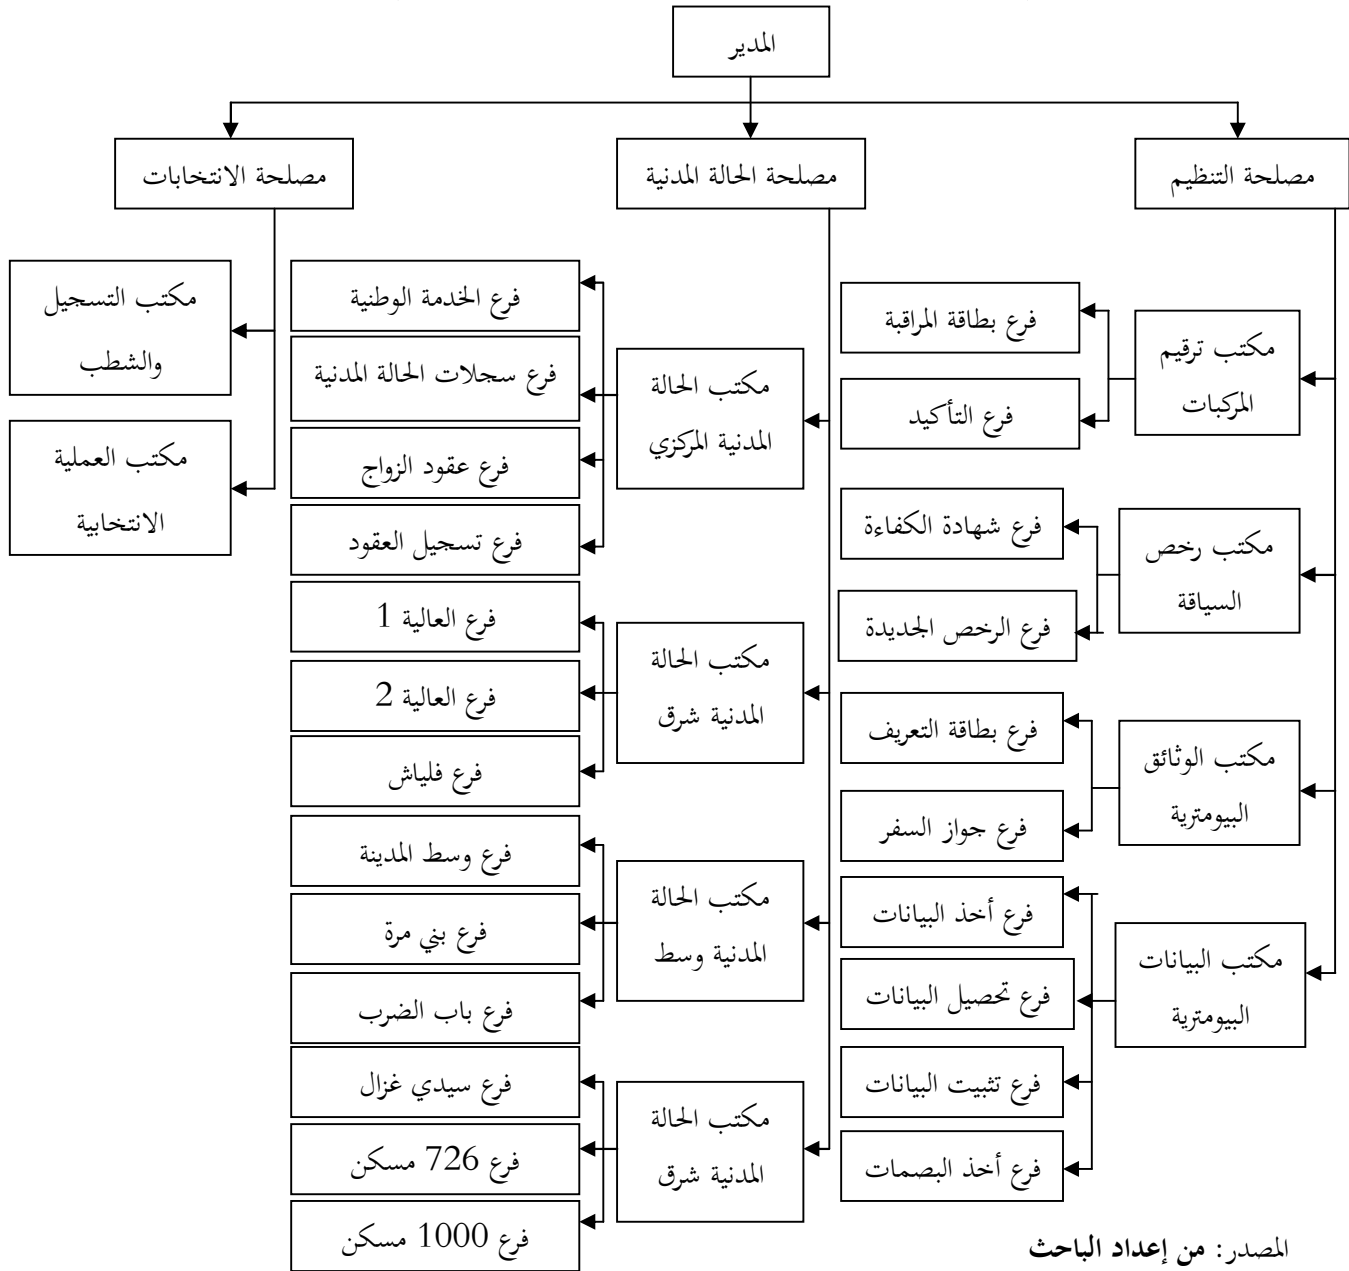 المدير
مصلحة التنظيم
مصلحة الحالة المدنية
مصلحة الانتخابات
مكتب ترقيم
المركبات
فرع بطاقة المراقبة
فرع التأكيد
مكتب رخص
السياقة
فرع شهادة الكفاءة
فرع الرخص الجديدة
مكتب الوثائق
البيومترية
فرع بطاقة التعريف
فرع جواز السفر
مكتب البيانات
البيومترية
فرع أخذ البيانات
فرع تحصيل البيانات
فرع تثبيت البيانات
فرع أخذ البصمات
مكتب الحالة
المدنية المركزي
فرع الخدمة الوطنية
فرع سجلات الحالة المدنية
فرع عقود الزواج
فرع تسجيل العقود
مكتب الحالة
المدنية شرق
فرع العالية 1
فرع العالية 2
فرع فلياش
مكتب الحالة
المدنية وسط
فرع وسط المدينة
فرع بني مرة
فرع باب الضرب
مكتب الحالة
المدنية شرق
فرع سيدي غزال
فرع 726 مسكن
فرع 1000 مسكن
مكتب التسجيل
والشطب
مكتب العملية
الانتخابية
المصدر: من إعداد الباحث